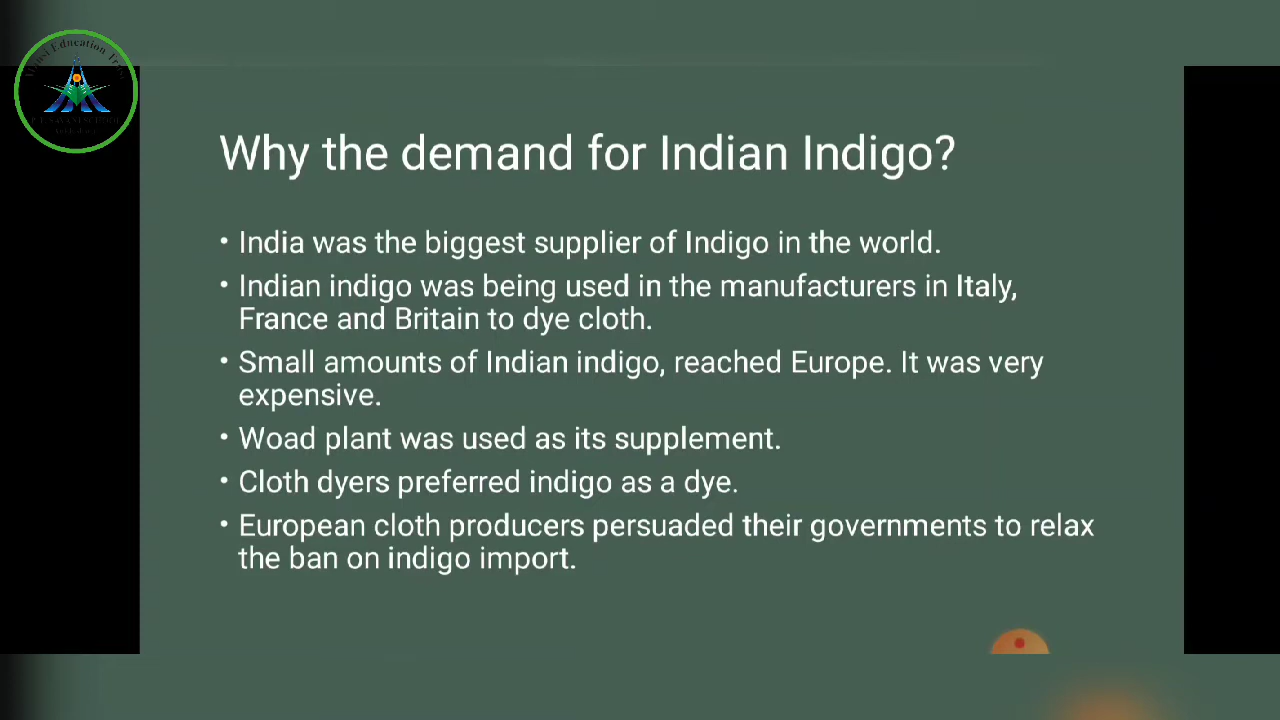 Why the demand for Indian Indigo?
• India was the biggest supplier of Indigo in the world.
• Indian indigo was being used in the manufacturers in Italy,
France and Britain to dye cloth.
• Small amounts of Indian indigo, reached Europe. It was very
expensive.
• Woad plant was used as its supplement.
• Cloth dyers preferred indigo as a dye.
• European cloth producers persuaded their governments to relax
the ban on indigo import.